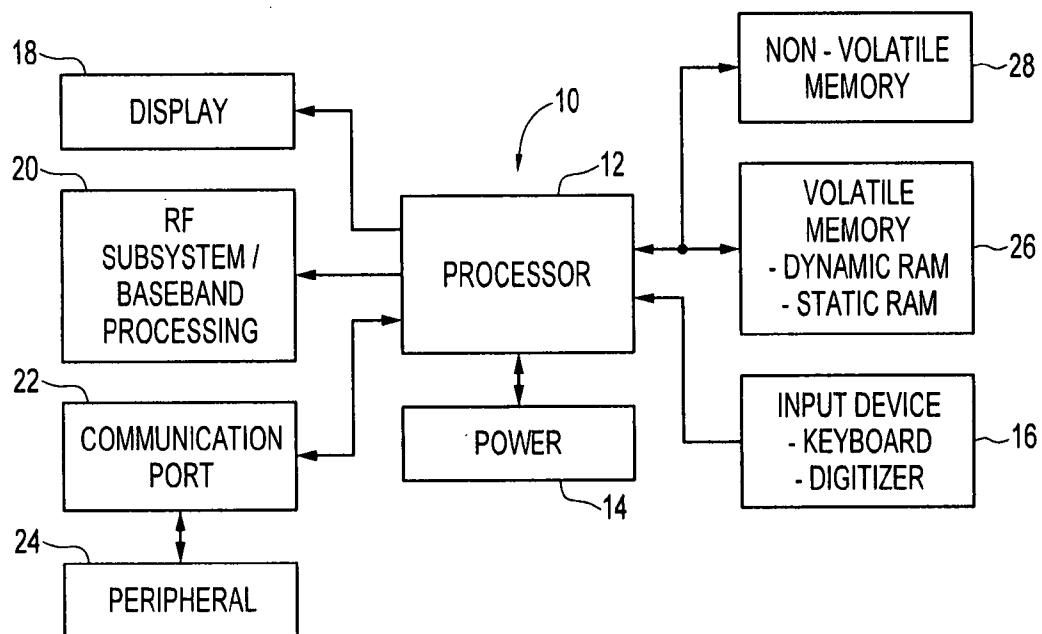 18
DISPLAY
20
RF
SUBSYSTEM /
BASEBAND
PROCESSING
22
COMMUNICATION
PORT
24
PERIPHERAL
10
12
PROCESSOR
POWER
14
NON - VOLATILE
MEMORY
28
VOLATILE
MEMORY
- DYNAMIC RAM
- STATIC RAM
26
INPUT DEVICE
- KEYBOARD
- DIGITIZER
16